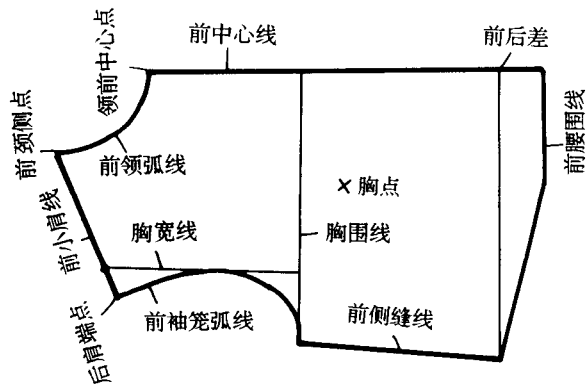 前中心线
前后差
领前中心点
前颈侧点
前领弧线
前腰围线
胸点
前小肩线
胸宽线
胸围线
后肩端点
前袖笼弧线
前侧缝线